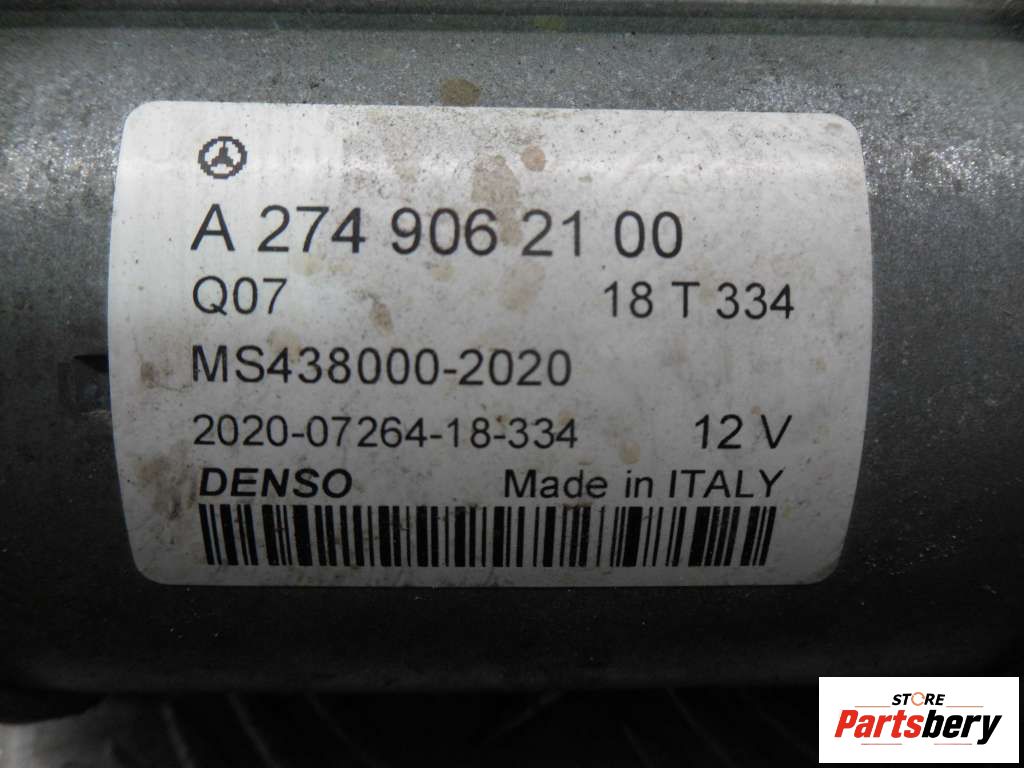 A 274 906 21 00
Q07 18 T 334
MS438000-2020
2020-07264-18-334 12 V
DENSO Made in ITALY
STORE
Partsbery